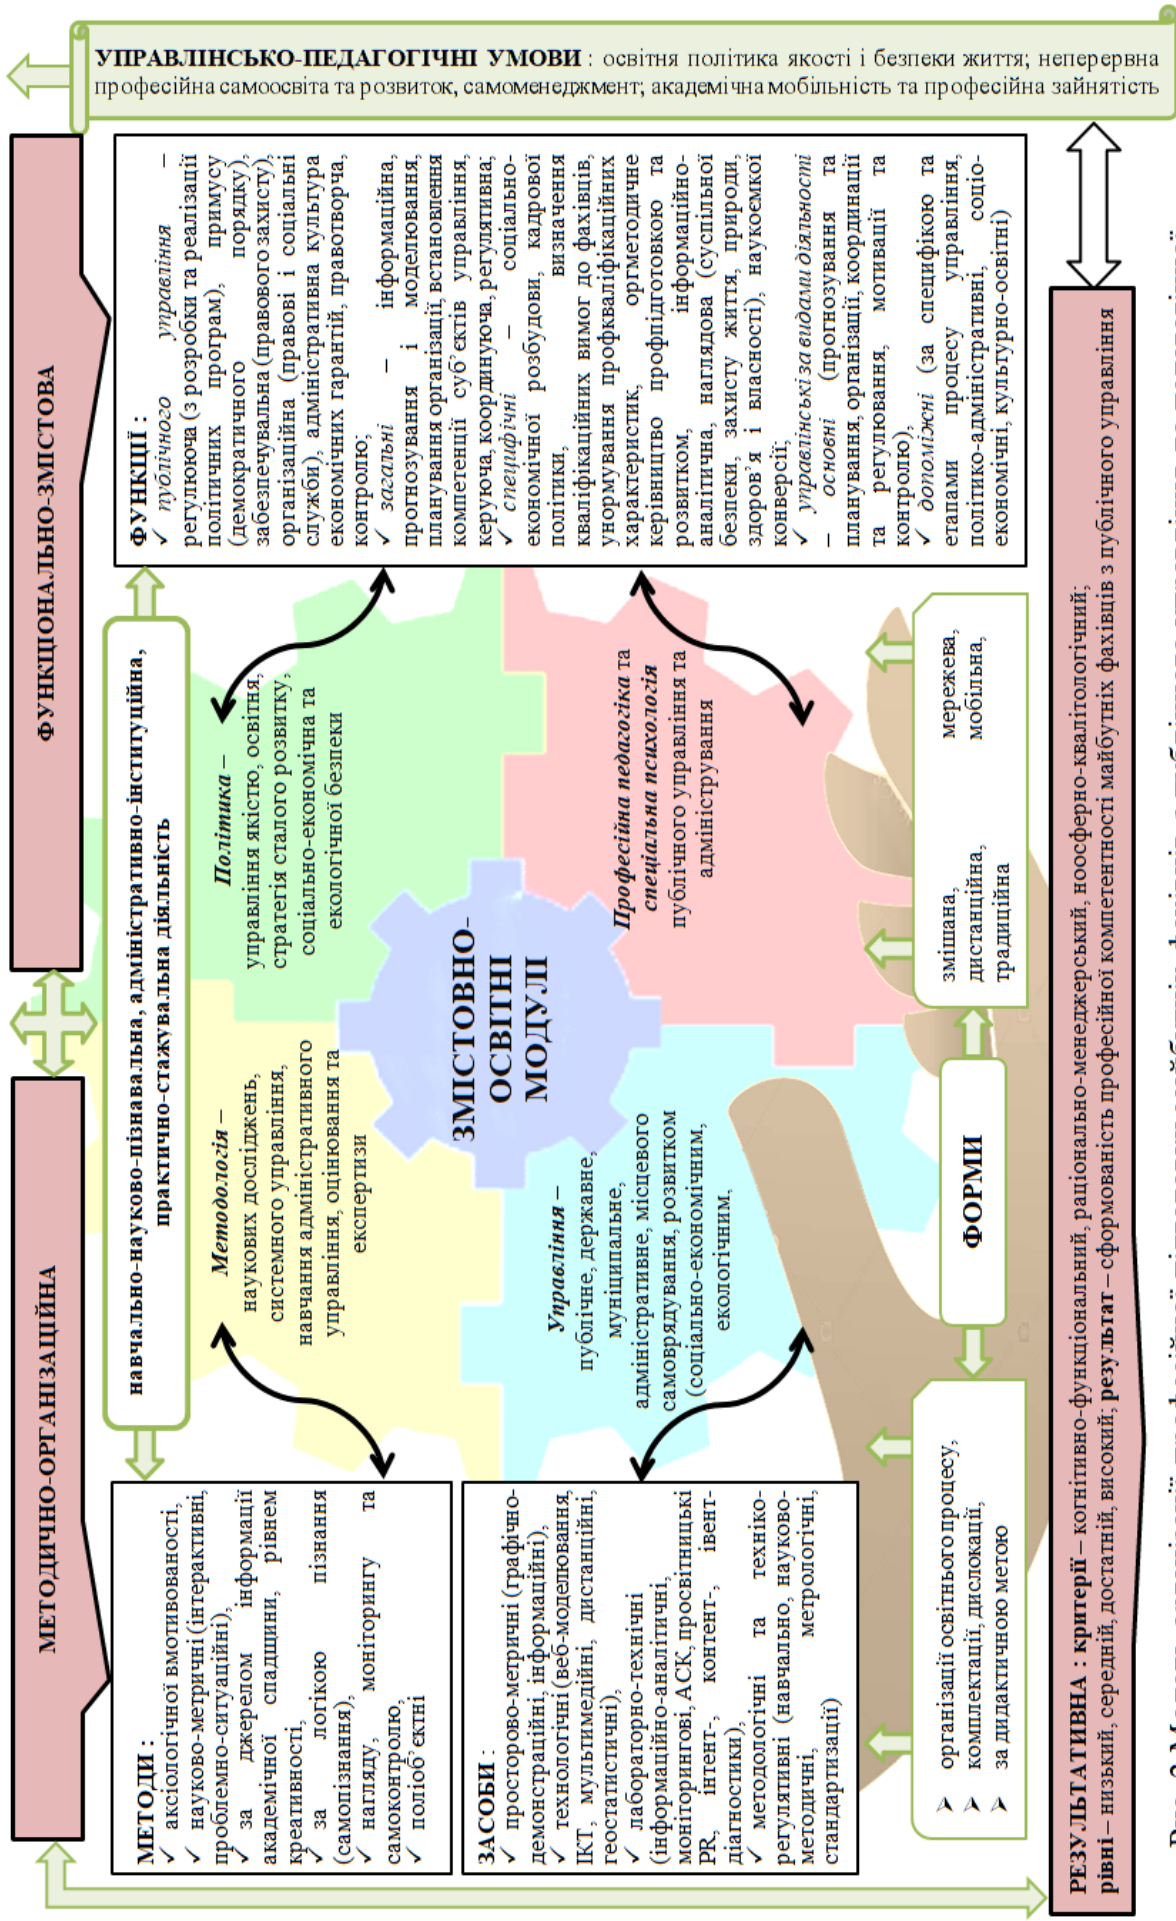 МЕТОДИЧНО-ОРГАНІЗАЦІЙНА
ФУНКЦІОНАЛЬНО-ЗМІСТОВА
УПРАВЛІНСЬКО-ПЕДАГОГІЧНІ УМОВИ : освітня політика якості і безпеки життя; неперервна
професійна самоосвіта та розвиток, самоменеджмент; академічна мобільність та професійна зайнятість
навчально-науково-пізнавальна, адміністративно-інституційна,
практично-стажувальна діяльність
МЕТОДИ :
✓ аксіологічної вмотивованості,
✓ науково-метричні (інтерактивні,
проблемно-ситуаційні),
✓ за джерелом інформації
академічної спадщини, рівнем
креативності,
✓ за логікою пізнання
(самопізнання),
✓ нагляду, моніторингу та
самоконтролю,
✓ поліоб’єктні
ЗАСОБИ :
✓ просторово-метричні (графічно-
демонстраційні, інформаційні),
✓ технологічні (веб-моделювання,
ІКТ, мультимедійні, дистанційні,
геостатистичні),
✓ лабораторно-технічні
(інформаційно-аналітичні,
моніторингові, АСК, просвітницькі
PR, інтент-, контент-, івент-
діагностики),
✓ методологічні та техніко-
регулятивні (навчально, науково-
методичні, метрологічні,
стандартизації)
Методологія –
наукових досліджень,
системного управління,
навчання адміністративного
управління, оцінювання та
експертизи
Політика –
управління якістю, освітня,
стратегія сталого розвитку,
соціально-економічна та
екологічної безпеки
ЗМІСТОВНО-
ОСВІТНІ
МОДУЛІ
Управління –
публічне, державне,
муніципальне,
адміністративне, місцевого
самоврядування, розвитком
(соціально-економічним,
екологічним,
Професійна педагогіка та
спеціальна психологія
публічного управління та
адміністрування
ФУНКЦІЇ :
✓ публічного управління –
регулююча (з розробки та реалізації
політичних програм), примусу
(демократичного порядку),
забезпечувальна (правового захисту),
організаційна (правові і соціальні
служби), адміністративна культура
економічних гарантій, правотворча,
контролю;
✓ загальні – інформаційна,
прогнозування і моделювання,
планування організації, встановлення
компетенції суб’єктів управління,
керуюча, координуюча, регулятивна;
✓ специфічні – соціально-
економічної розбудови, кадрової
політики, визначення
кваліфікаційних вимог до фахівців,
унормування профкваліфікаційних
характеристик, оргметодичне
керівництво профпідготовкою та
розвитком, інформаційно-
аналітична, наглядова (суспільної
безпеки, захисту життя, природи,
здоров'я і власності), наукоємкої
конверсії;
✓ управлінські за видами діяльності
– основні (прогнозування та
планування, організації, координації
та регулювання, мотивації та
контролю),
✓ допоміжні (за специфікою та
етапами процесу управління,
політико-адміністративні, соціо-
економічні, культурно-освітні)
➢ організації освітнього процесу,
➢ комплектації, дислокації,
➢ за дидактичною метою
ФОРМИ
змішана, мережева,
дистанційна, мобільна,
традиційна
РЕЗУЛЬТАТИВНА : критерії – когнітивно-функціональний, раціонально-менеджерський, ноосферно-квалітологічний;
рівні – низький, середній, достатній, високий; результат – сформованість професійної компетентності майбутніх фахівців з публічного управління